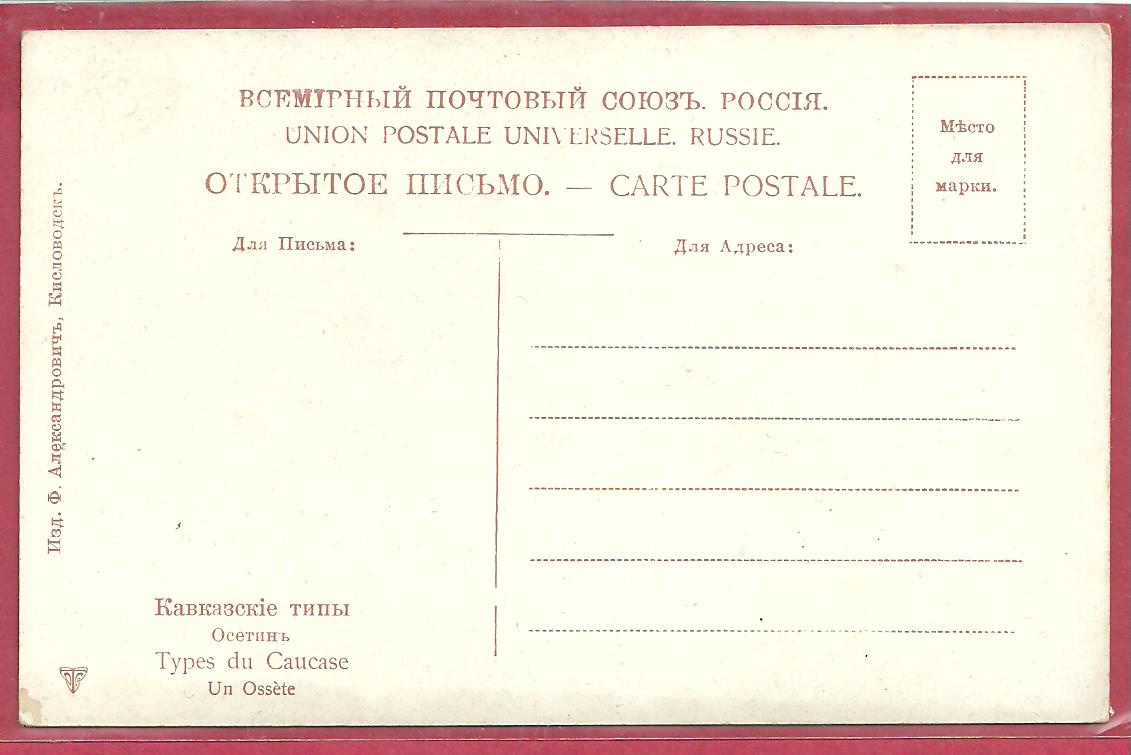 ВСЕМІРНЫЙ ПОЧТОВЫЙ СОЮЗЪ. РОССІЯ.
UNION POSTALE UNIVERSELLE. RUSSIE.
ОТКРЫТОЕ ПИСЬМО. — CARTE POSTALE.
Мѣсто
для
марки.
Для Письма:
Для Адреса:
Изд. Ф. Александровичъ, Кисловодскъ.
Кавказскіе типы
Осетинъ
Types du Caucase
Un Ossète